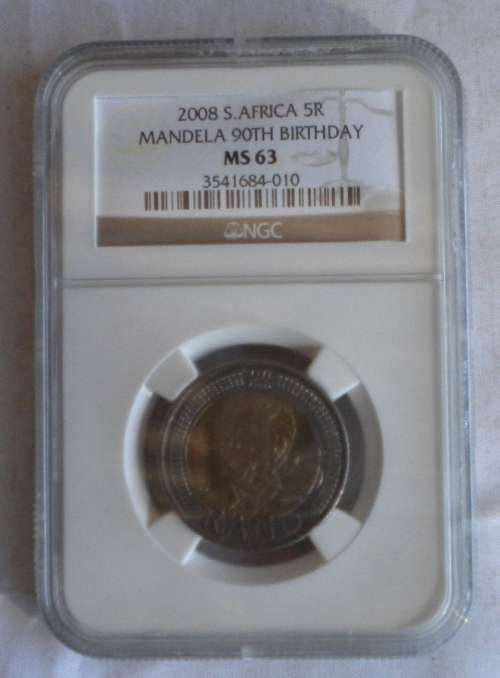 2008 S.AFRICA 5R
MANDELA 90TH BIRTHDAY
MS 63
3541684-010
NGC